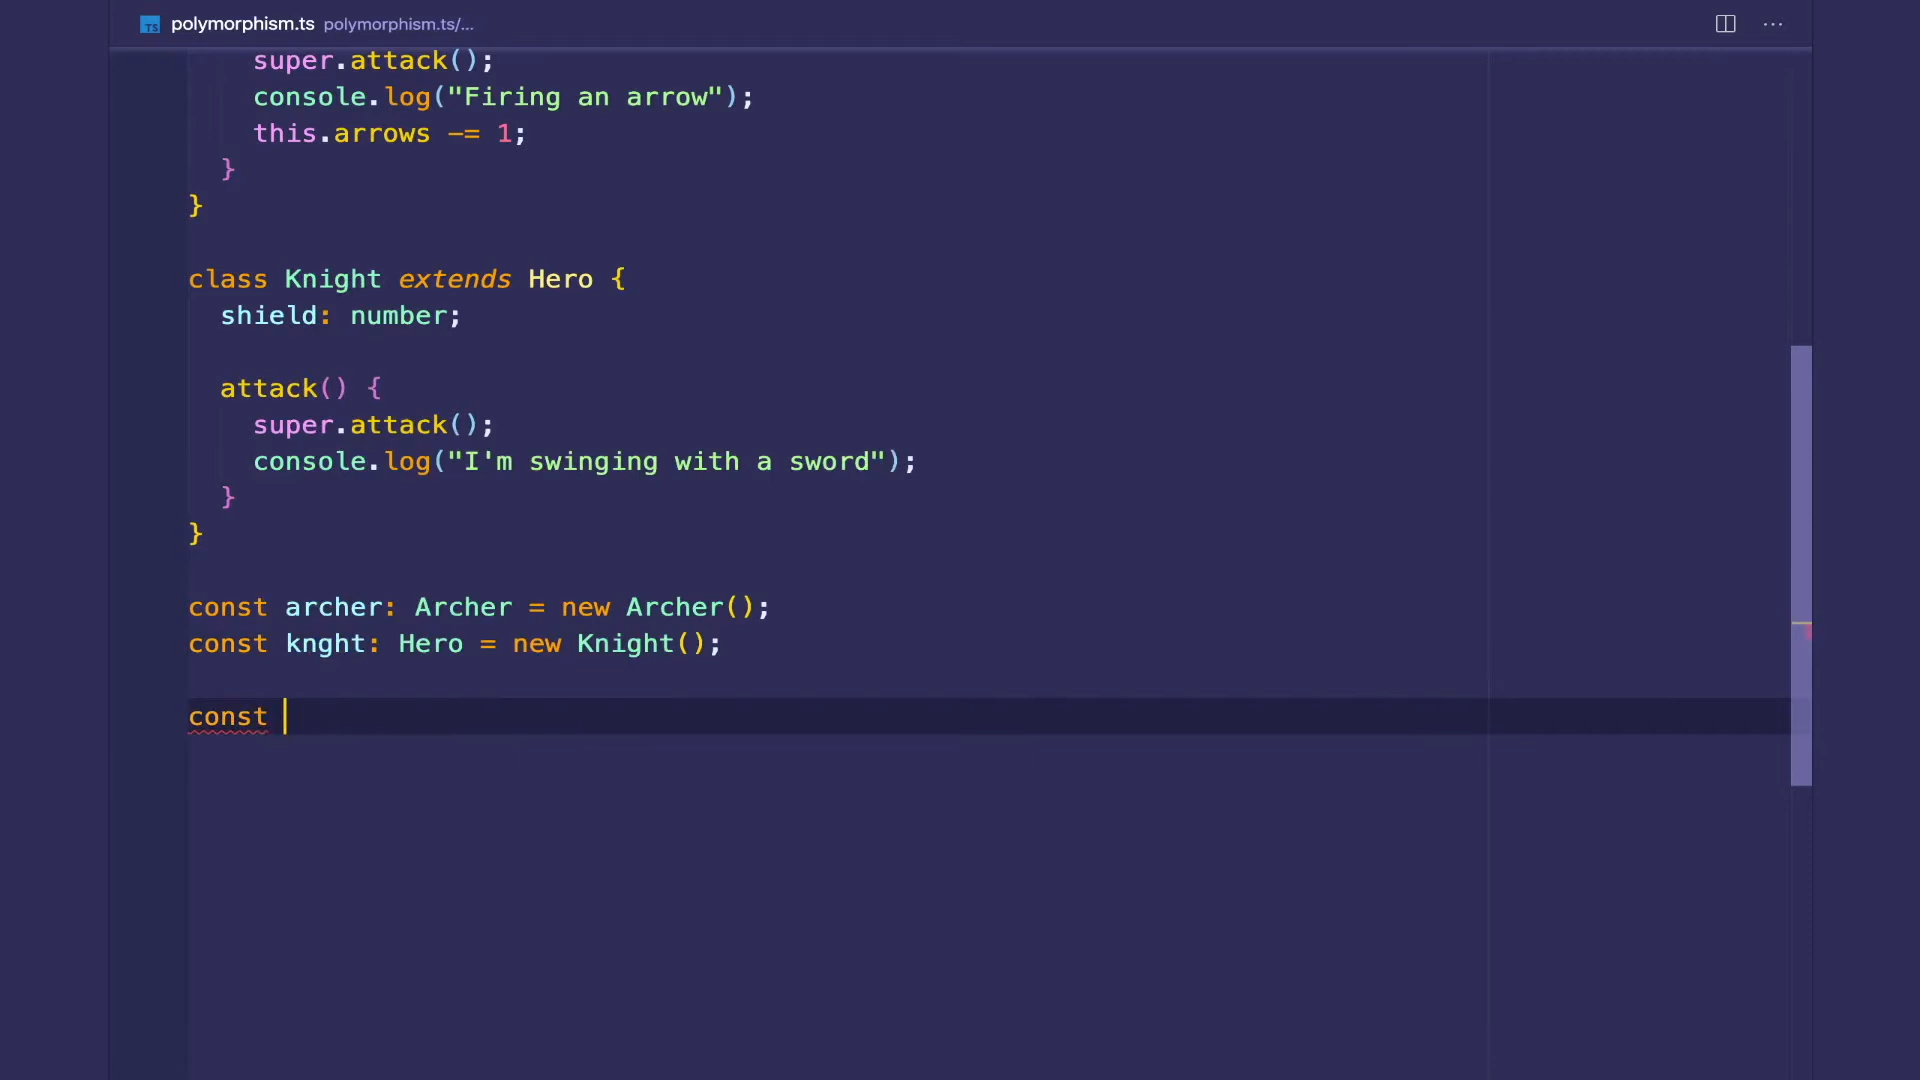 TS polymorphism.ts polymorphism.ts/...
super.attack();
console.log("Firing an arrow");
this.arrows -= 1;
}
}
class Knight extends Hero {
shield: number;
attack() {
super.attack();
console.log("I'm swinging with a sword");
}
}
const archer: Archer = new Archer();
const knght: Hero = new Knight();
const